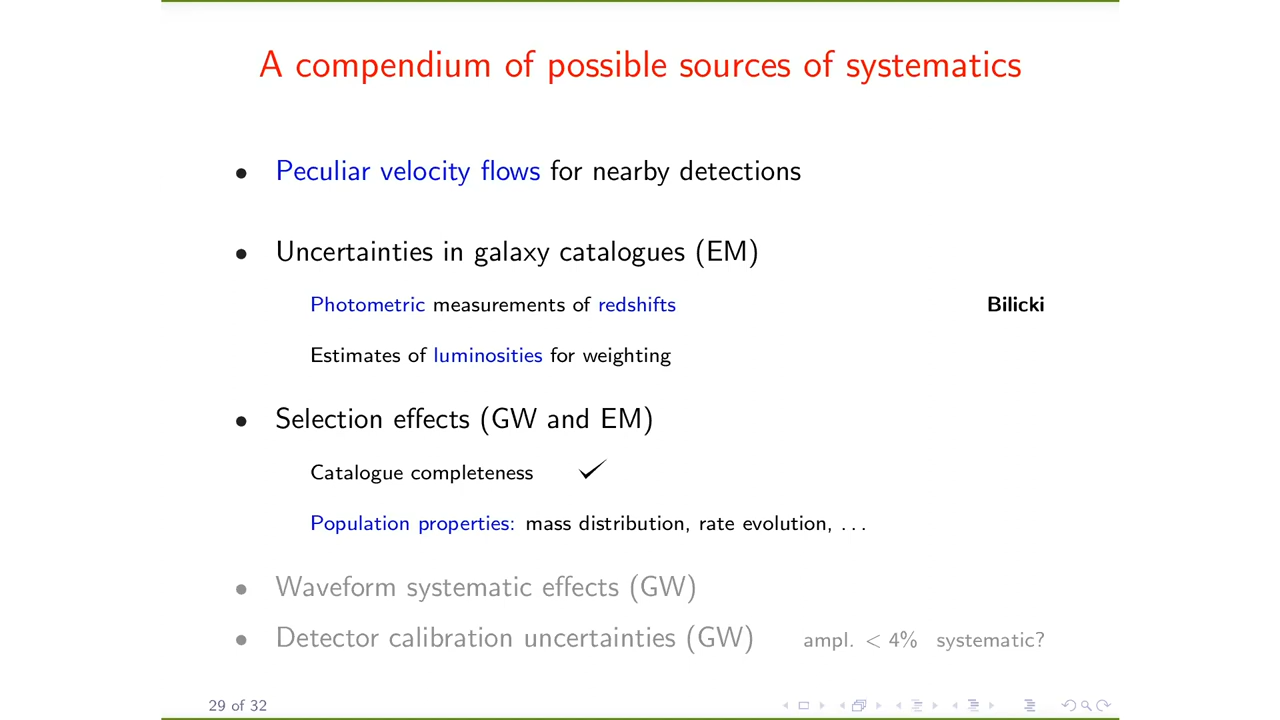 A compendium of possible sources of systematics
• Peculiar velocity flows for nearby detections
• Uncertainties in galaxy catalogues (EM)
Photometric measurements of redshifts Bilicki
Estimates of luminosities for weighting
• Selection effects (GW and EM)
Catalogue completeness ✓
Population properties: mass distribution, rate evolution, ...
• Waveform systematic effects (GW)
• Detector calibration uncertainties (GW) ampl. < 4% systematic?
29 of 32